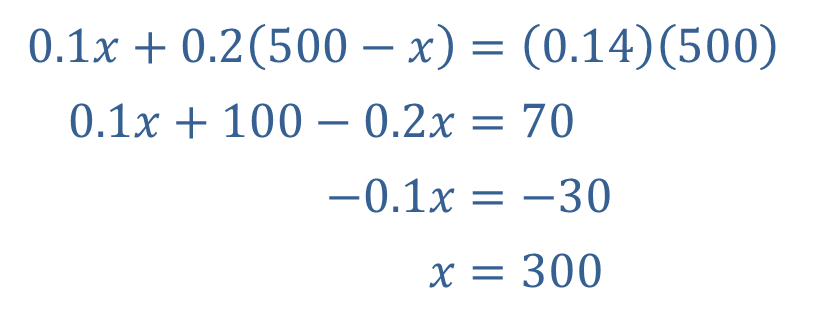 0.1𝑥 + 0.2(500 − 𝑥) = (0.14)(500)
0.1𝑥 + 100 − 0.2𝑥 = 70
−0.1𝑥 = −30
𝑥 = 300